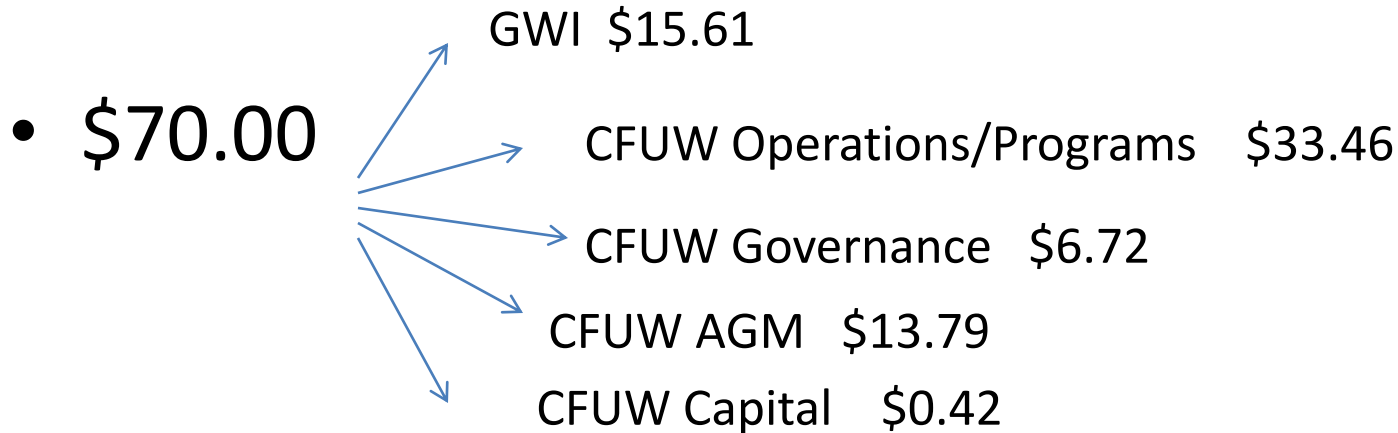 GWI $15.61
• $70.00
CFUW Operations/Programs $33.46
CFUW Governance $6.72
CFUW AGM $13.79
CFUW Capital $0.42